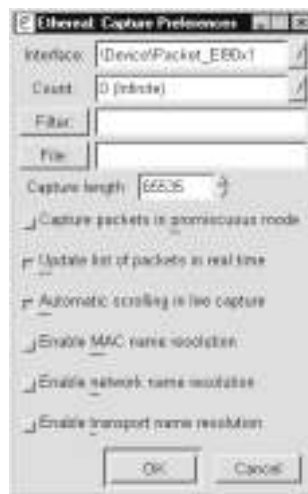 Ethereal: Capture Preferences
Interface: \Device\Packet_El90x1
Count: 0 (Infinite)
Filter:
File:
Capture length 65535
Capture packets in promiscuous mode
Update list of packets in real time
Automatic scrolling in live capture
Enable MAC name resolution
Enable network name resolution
Enable transport name resolution
OK Cancel